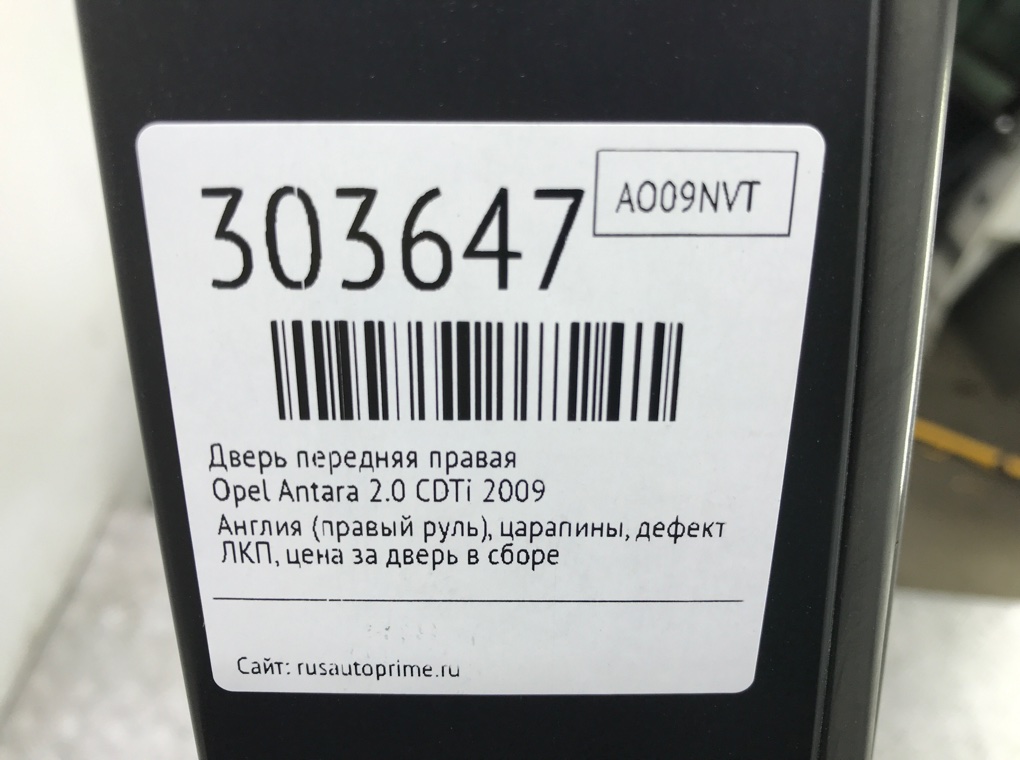 303647
AO09NVT
Дверь передняя правая
Opel Antara 2.0 CDTi 2009
Англия (правый руль), царапины, дефект
ЛКП, цена за дверь в сборе
Сайт: rusautoprime.ru